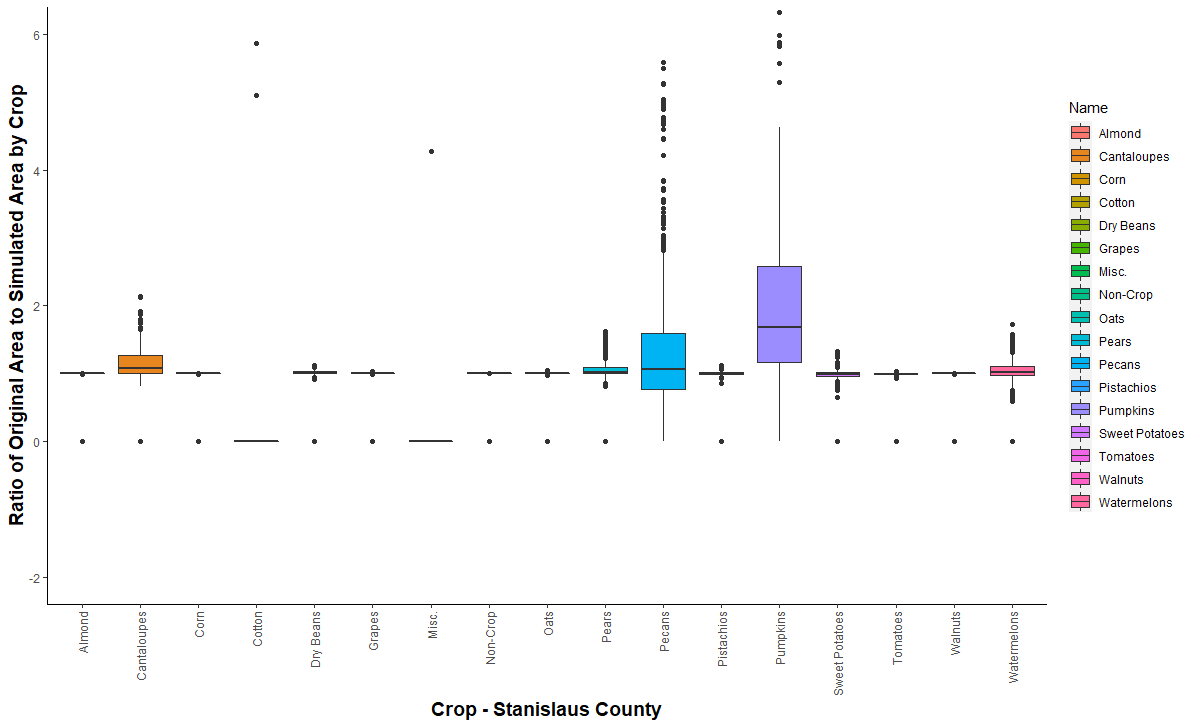 Ratio of Original Area to Simulated Area by Crop
6
4
2
0
-2
Almond
Cantaloupes
Corn
Cotton
Dry Beans
Grapes
Misc.
Non-Crop
Oats
Pears
Pecans
Pistachios
Pumpkins
Sweet Potatoes
Tomatoes
Walnuts
Watermelons
Crop - Stanislaus County
Name
Almond
Cantaloupes
Corn
Cotton
Dry Beans
Grapes
Misc.
Non-Crop
Oats
Pears
Pecans
Pistachios
Pumpkins
Sweet Potatoes
Tomatoes
Walnuts
Watermelons